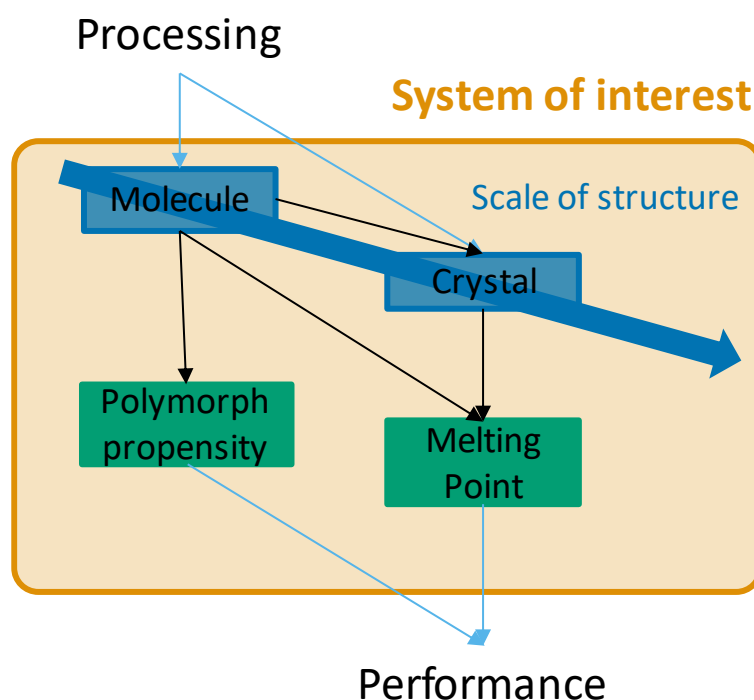 Processing
System of interest
Molecule
Scale of structure
Crystal
Polymorph
propensity
Melting
Point
Performance